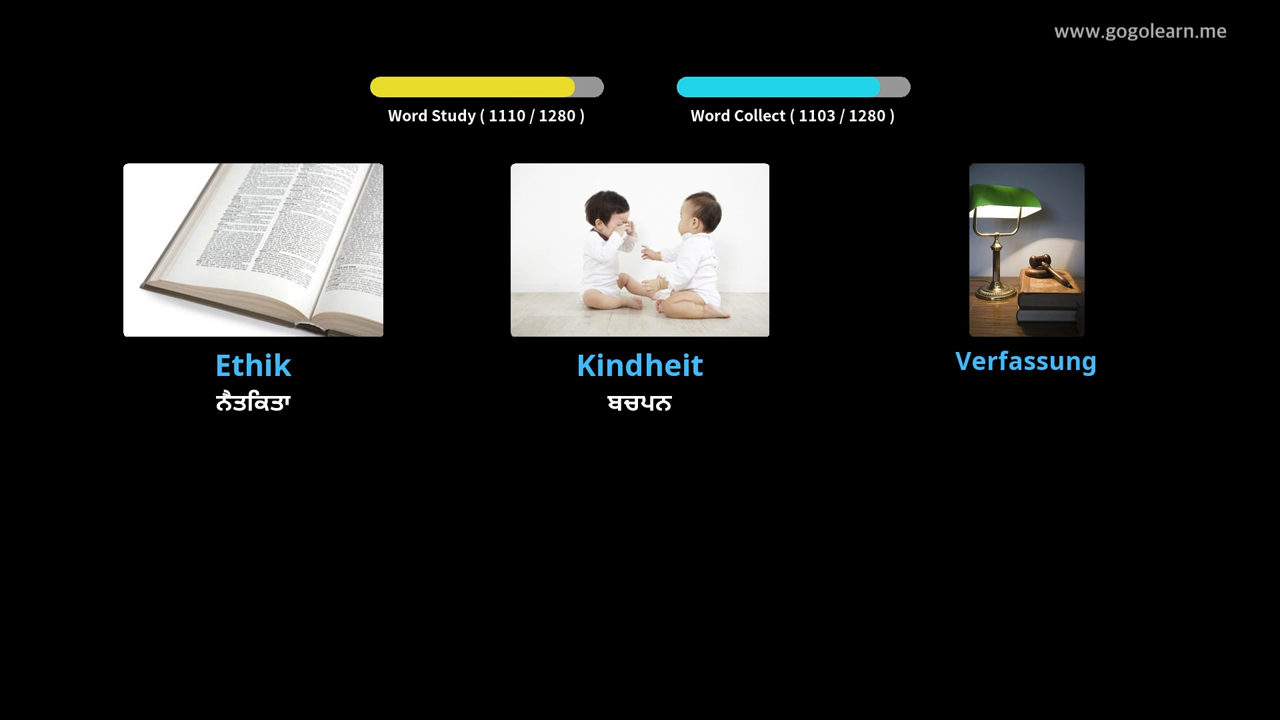 www.gogolearn.me
Word Study ( 1110 / 1280 )
Word Collect ( 1103 / 1280 )
Ethik
ਨੈਤਕਿਤਾ
Kindheit
ਬਚਪਨ
Verfassung